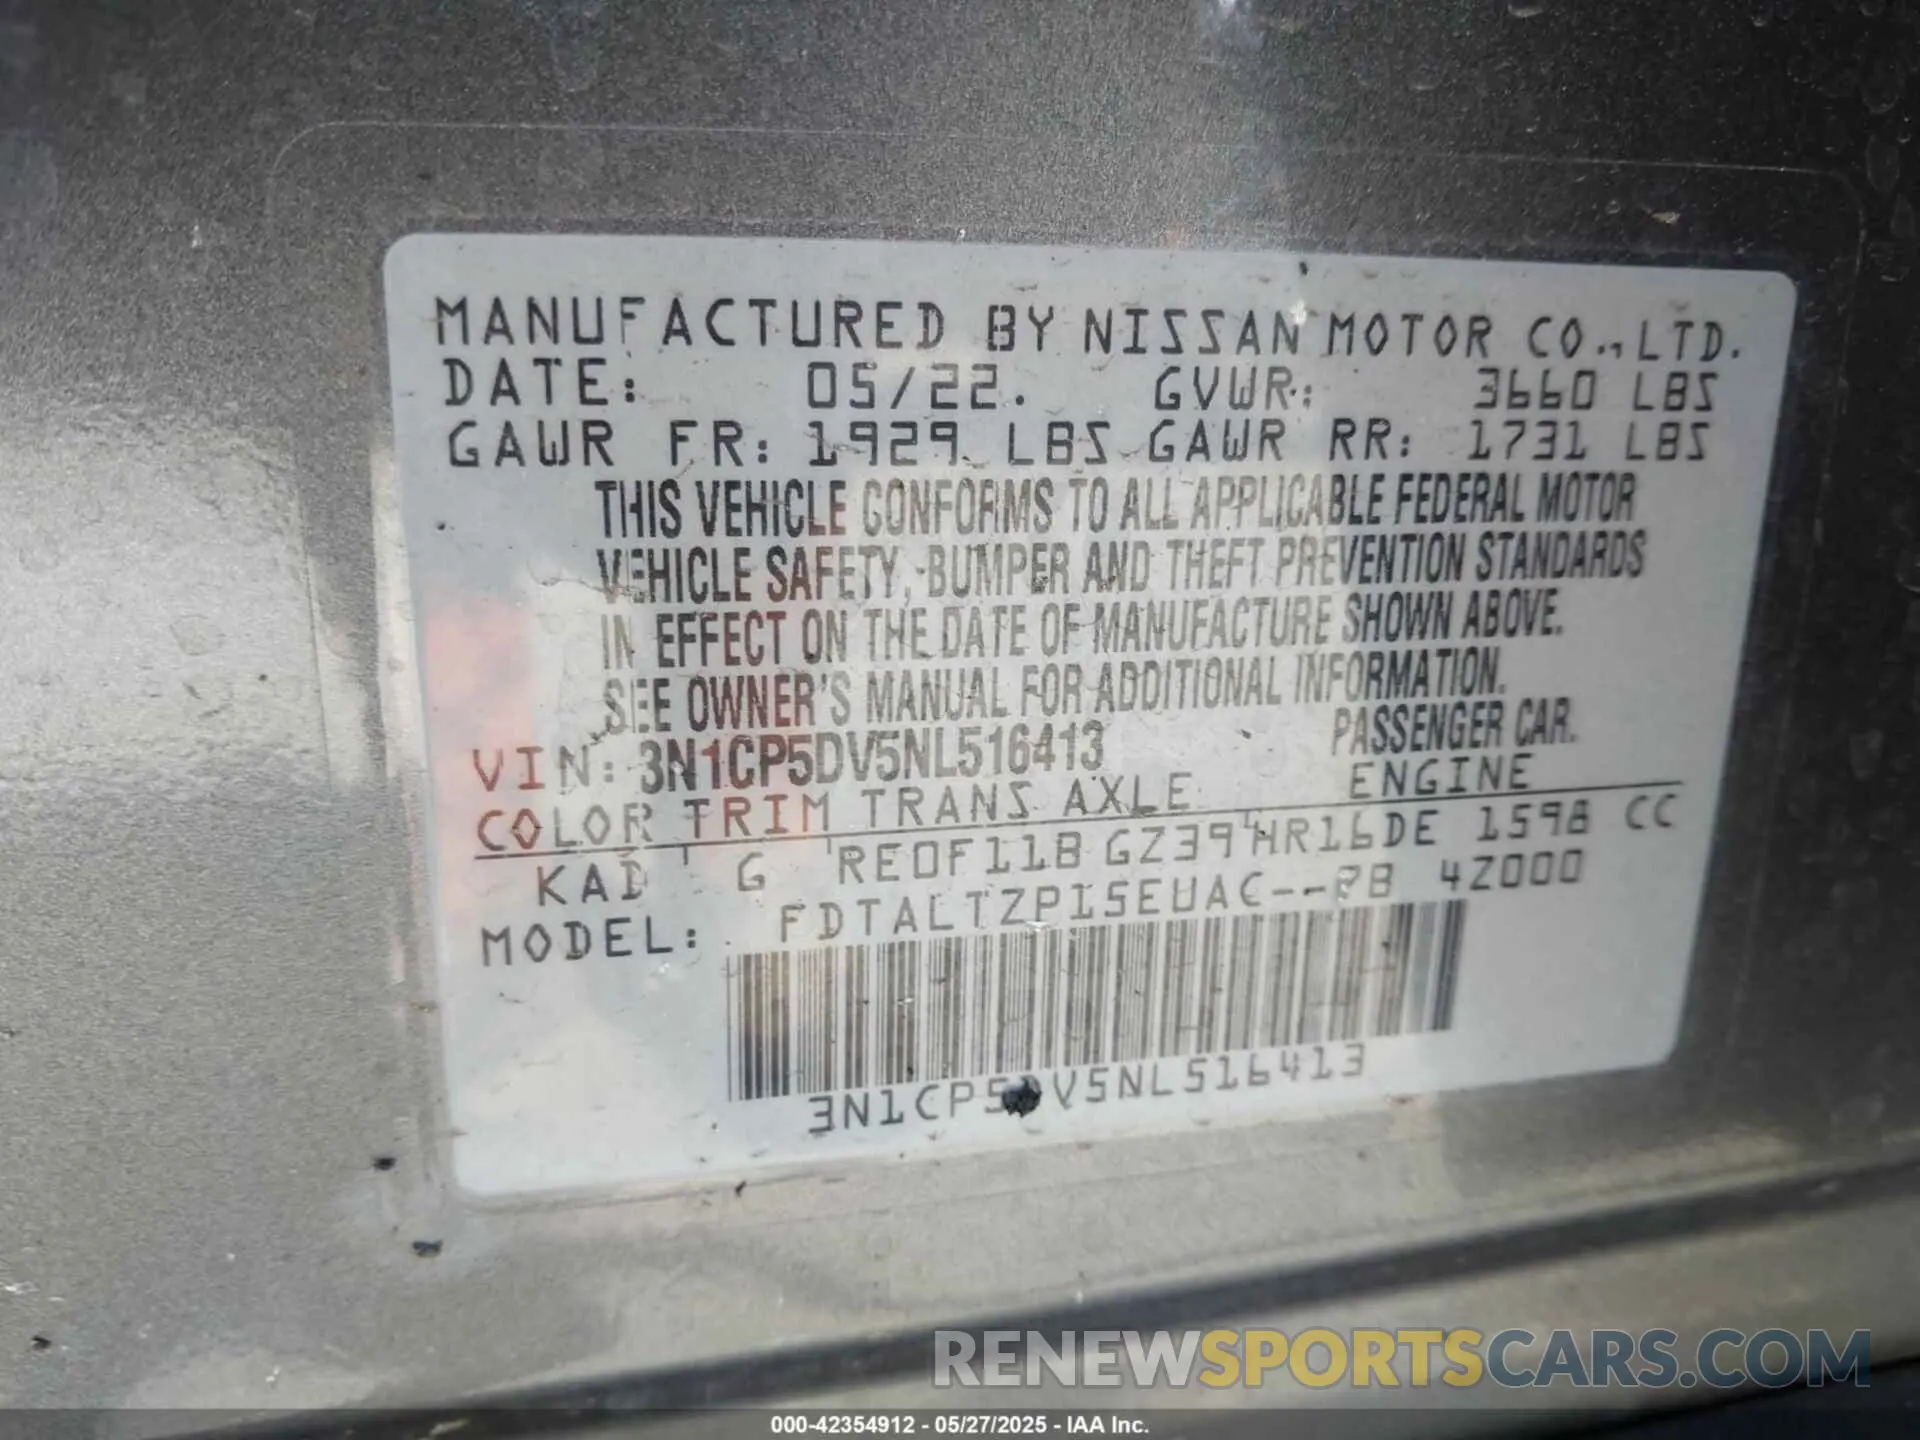 MANUFACTURED BY NISSAN MOTOR CO., LTD.
DATE: 05/22. GVWR: 3660 LBS
GAWR FR: 1929 LBS GAWR RR: 1731 LBS
THIS VEHICLE CONFORMS TO ALL APPLICABLE FEDERAL MOTOR
VEHICLE SAFETY, BUMPER AND THEFT PREVENTION STANDARDS
IN EFFECT ON THE DATE OF MANUFACTURE SHOWN ABOVE.
SEE OWNER'S MANUAL FOR ADDITIONAL INFORMATION.
VIN: 3N1CP5DV5NL516413 PASSENGER CAR.
COLOR TRIM TRANS AXLE ENGINE
KAD G RE0F11B GZ39 HR16DE 1598 CC
MODEL: FDTALTZP15EUAC--PB 4Z000
3N1CP5DV5NL516413
RENEWSPORTSCARS.COM
000-42354912 - 05/27/2025 - IAA Inc.